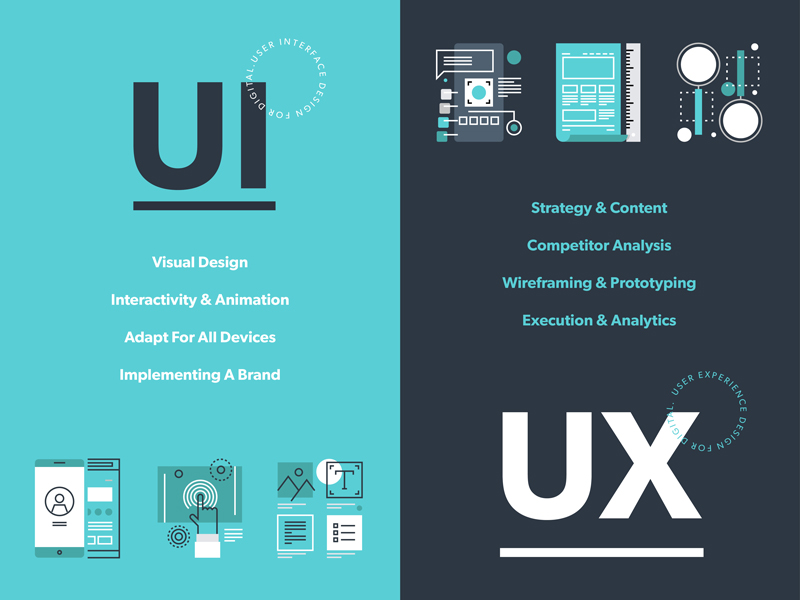 UI
USER INTERFACE DESIGN FOR DIGITAL.
Visual Design
Interactivity & Animation
Adapt For All Devices
Implementing A Brand
T
Strategy & Content
Competitor Analysis
Wireframing & Prototyping
Execution & Analytics
UX
USER EXPERIENCE DESIGN FOR DIGITAL.